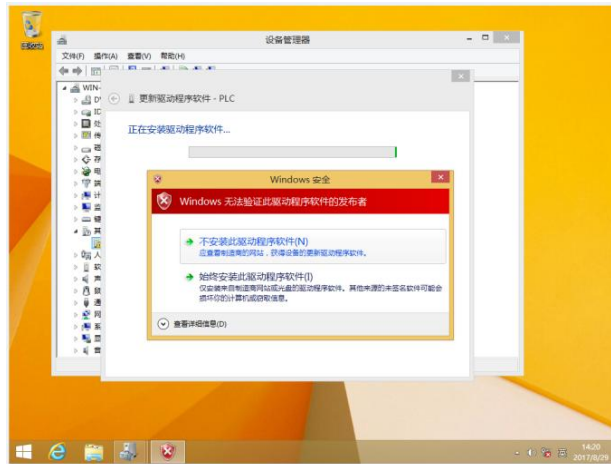 设备管理器
文件(F) 操作(A) 查看(V) 帮助(H)
WIN-
更新驱动程序软件 - PLC
正在安装驱动程序软件...
Windows 安全
Windows 无法验证此驱动程序软件的发布者
不安装此驱动程序软件(N)
应查看制造商的网站，获得设备的更新驱动程序软件。
始终安装此驱动程序软件(I)
仅安装来自制造商网站或光盘的驱动程序软件。其他来源的未签名软件可能会
损坏你的计算机或窃取信息。
查看详细信息(D)
14:20
2017/8/29